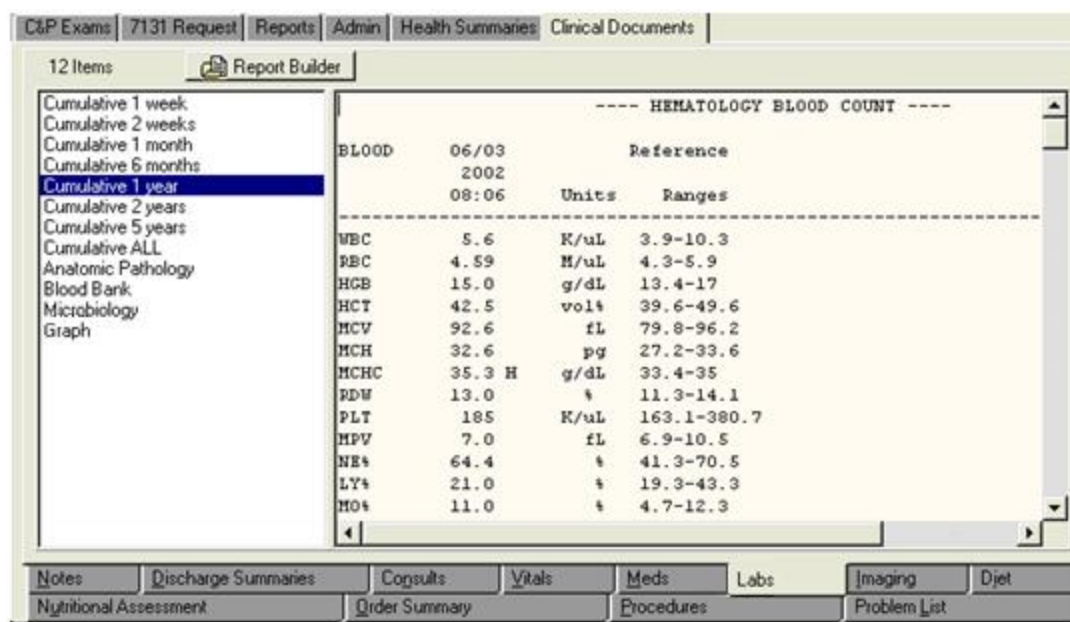 C&P Exams 7131 Request Reports Admin Health Summaries Clinical Documents
12 Items Report Builder
Cumulative 1 week
Cumulative 2 weeks
Cumulative 1 month
Cumulative 6 months
Cumulative 1 year
Cumulative 2 years
Cumulative 5 years
Cumulative ALL
Anatomic Pathology
Blood Bank
Microbiology
Graph
---- HEMATOLOGY BLOOD COUNT ----
BLOOD 06/03 Reference
2002
08:06 Units Ranges
--------------------------------------------------------------
WBC 5.6 K/uL 3.9-10.3
RBC 4.59 M/uL 4.3-5.9
HGB 15.0 g/dL 13.4-17
HCT 42.5 vol% 39.6-49.6
MCV 92.6 fL 79.8-96.2
MCH 32.6 pg 27.2-33.6
MCHC 35.3 H g/dL 33.4-35
RDW 13.0 % 11.3-14.1
PLT 185 K/uL 163.1-380.7
MPV 7.0 fL 6.9-10.5
NE% 64.4 % 41.3-70.5
LY% 21.0 % 19.3-43.3
MO% 11.0 % 4.7-12.3
Notes Discharge Summaries Consults Vitals Meds Labs Imaging Diet
Nutritional Assessment Order Summary Procedures Problem List